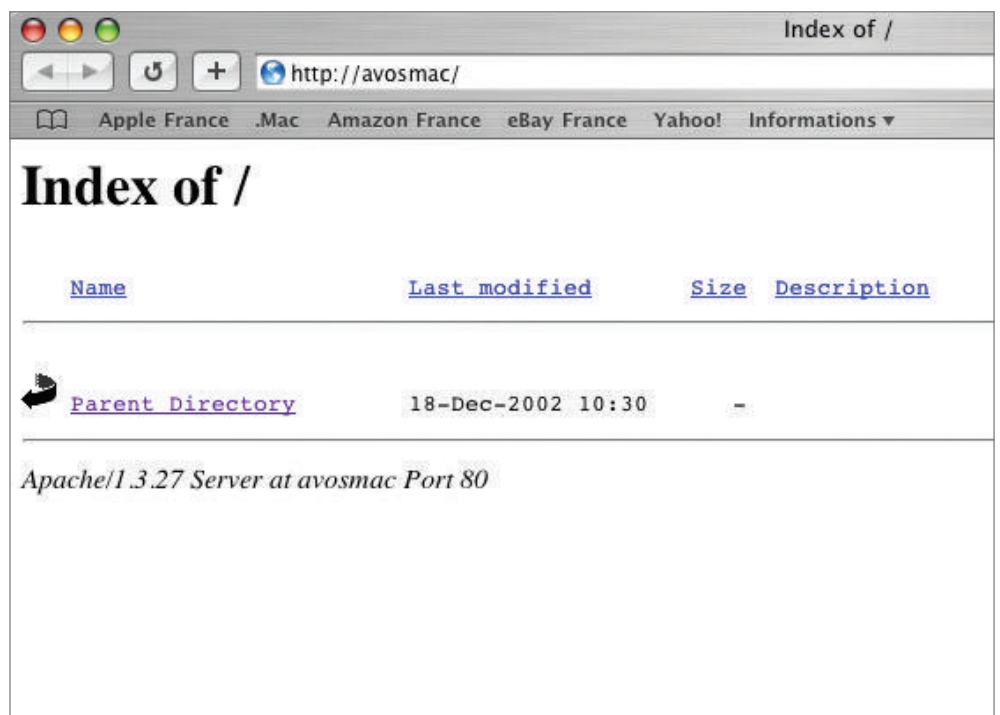 Index of /
http://avosmac/
Apple France .Mac Amazon France eBay France Yahoo! Informations
Index of /
Name Last modified Size Description
Parent Directory 18-Dec-2002 10:30 -
Apache/1.3.27 Server at avosmac Port 80